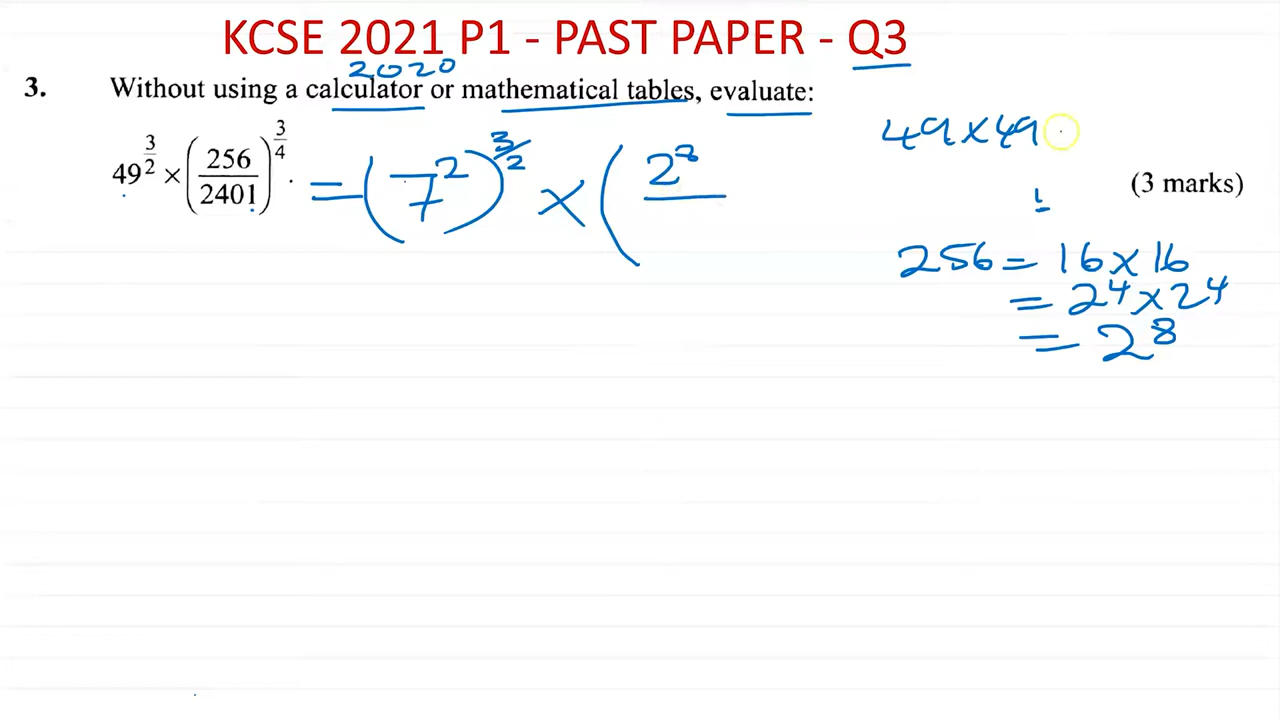 KCSE 2021 P1 - PAST PAPER - Q3
2020
3. Without using a calculator or mathematical tables, evaluate:
49^(3/2) × (256/2401)^(3/4). = (7^2)^(3/2) × (2^8
49×49
(3 marks)
256 = 16×16
= 2^4×2^4
= 2^8